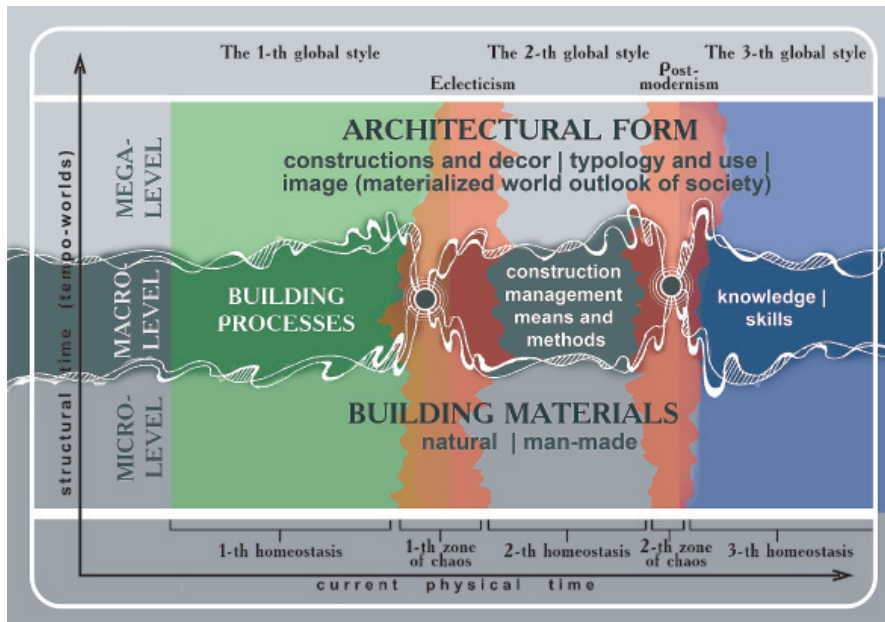 The 1-th global style
The 2-th global style
The 3-th global style
Eclecticism
Post-
modernism
structural time (tempo-worlds)
MEGA-
LEVEL
MACRO-
LEVEL
MICRO-
LEVEL
ARCHITECTURAL FORM
constructions and decor | typology and use |
image (materialized world outlook of society)
BUILDING
PROCESSES
construction
management
means and
methods
knowledge |
skills
BUILDING MATERIALS
natural | man-made
1-th homeostasis
1-th zone
of chaos
2-th homeostasis
2-th zone
of chaos
3-th homeostasis
current physical time